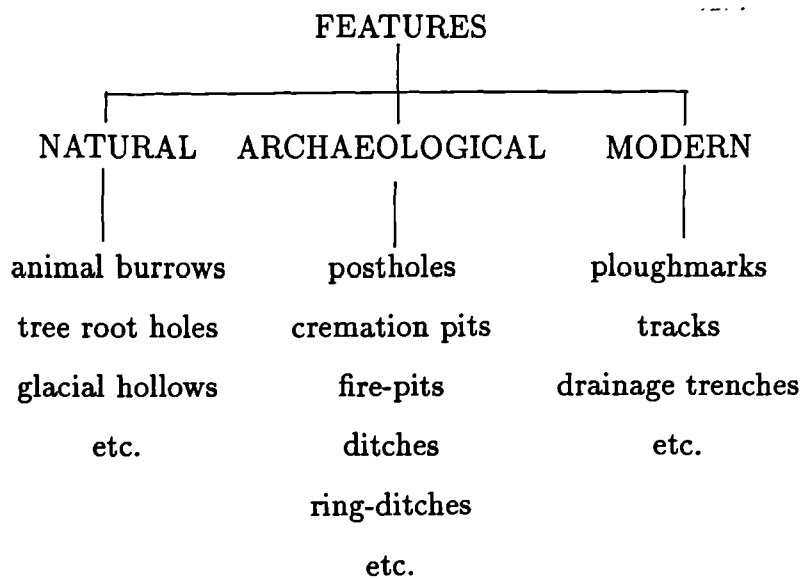 FEATURES
NATURAL ARCHAEOLOGICAL MODERN
animal burrows postholes ploughmarks
tree root holes cremation pits tracks
glacial hollows fire-pits drainage trenches
etc. ditches etc.
ring-ditches
etc.